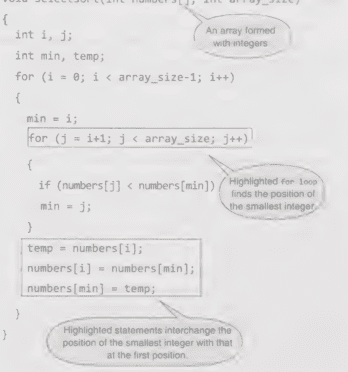 void selectSort(int numbers[], int array_size)
{
An array formed
with integers
int i, j;
int min, temp;
for (i = 0; i < array_size-1; i++)
{
min = i;
for (j = i+1; j < array_size; j++)
{
if (numbers[j] < numbers[min])
min = j;
Highlighted for loop
finds the position of
the smallest integer
}
temp = numbers[i];
numbers[i] = numbers[min];
numbers[min] = temp;
}
}
Highlighted statements interchange the
position of the smallest integer with that
at the first position.